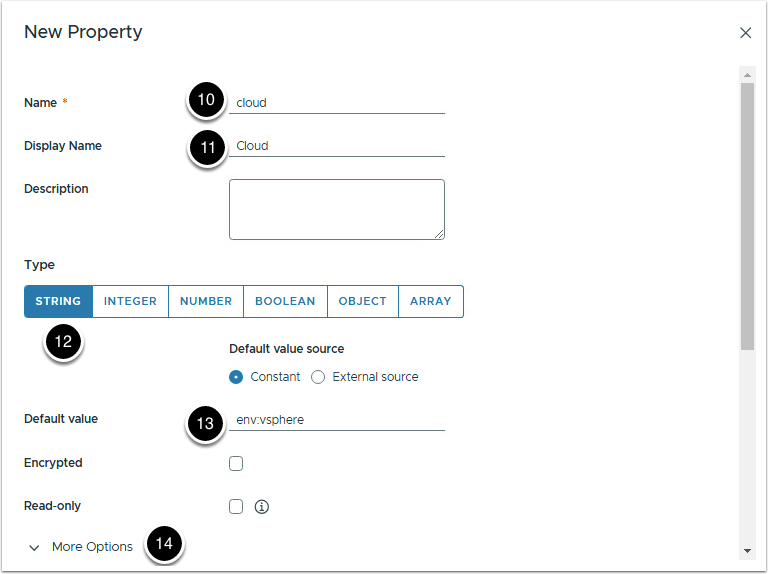 New Property
Name * 10 cloud
Display Name 11 Cloud
Description
Type
STRING INTEGER NUMBER BOOLEAN OBJECT ARRAY
12
Default value source
Constant External source
Default value 13 env:vsphere
Encrypted
Read-only
More Options 14